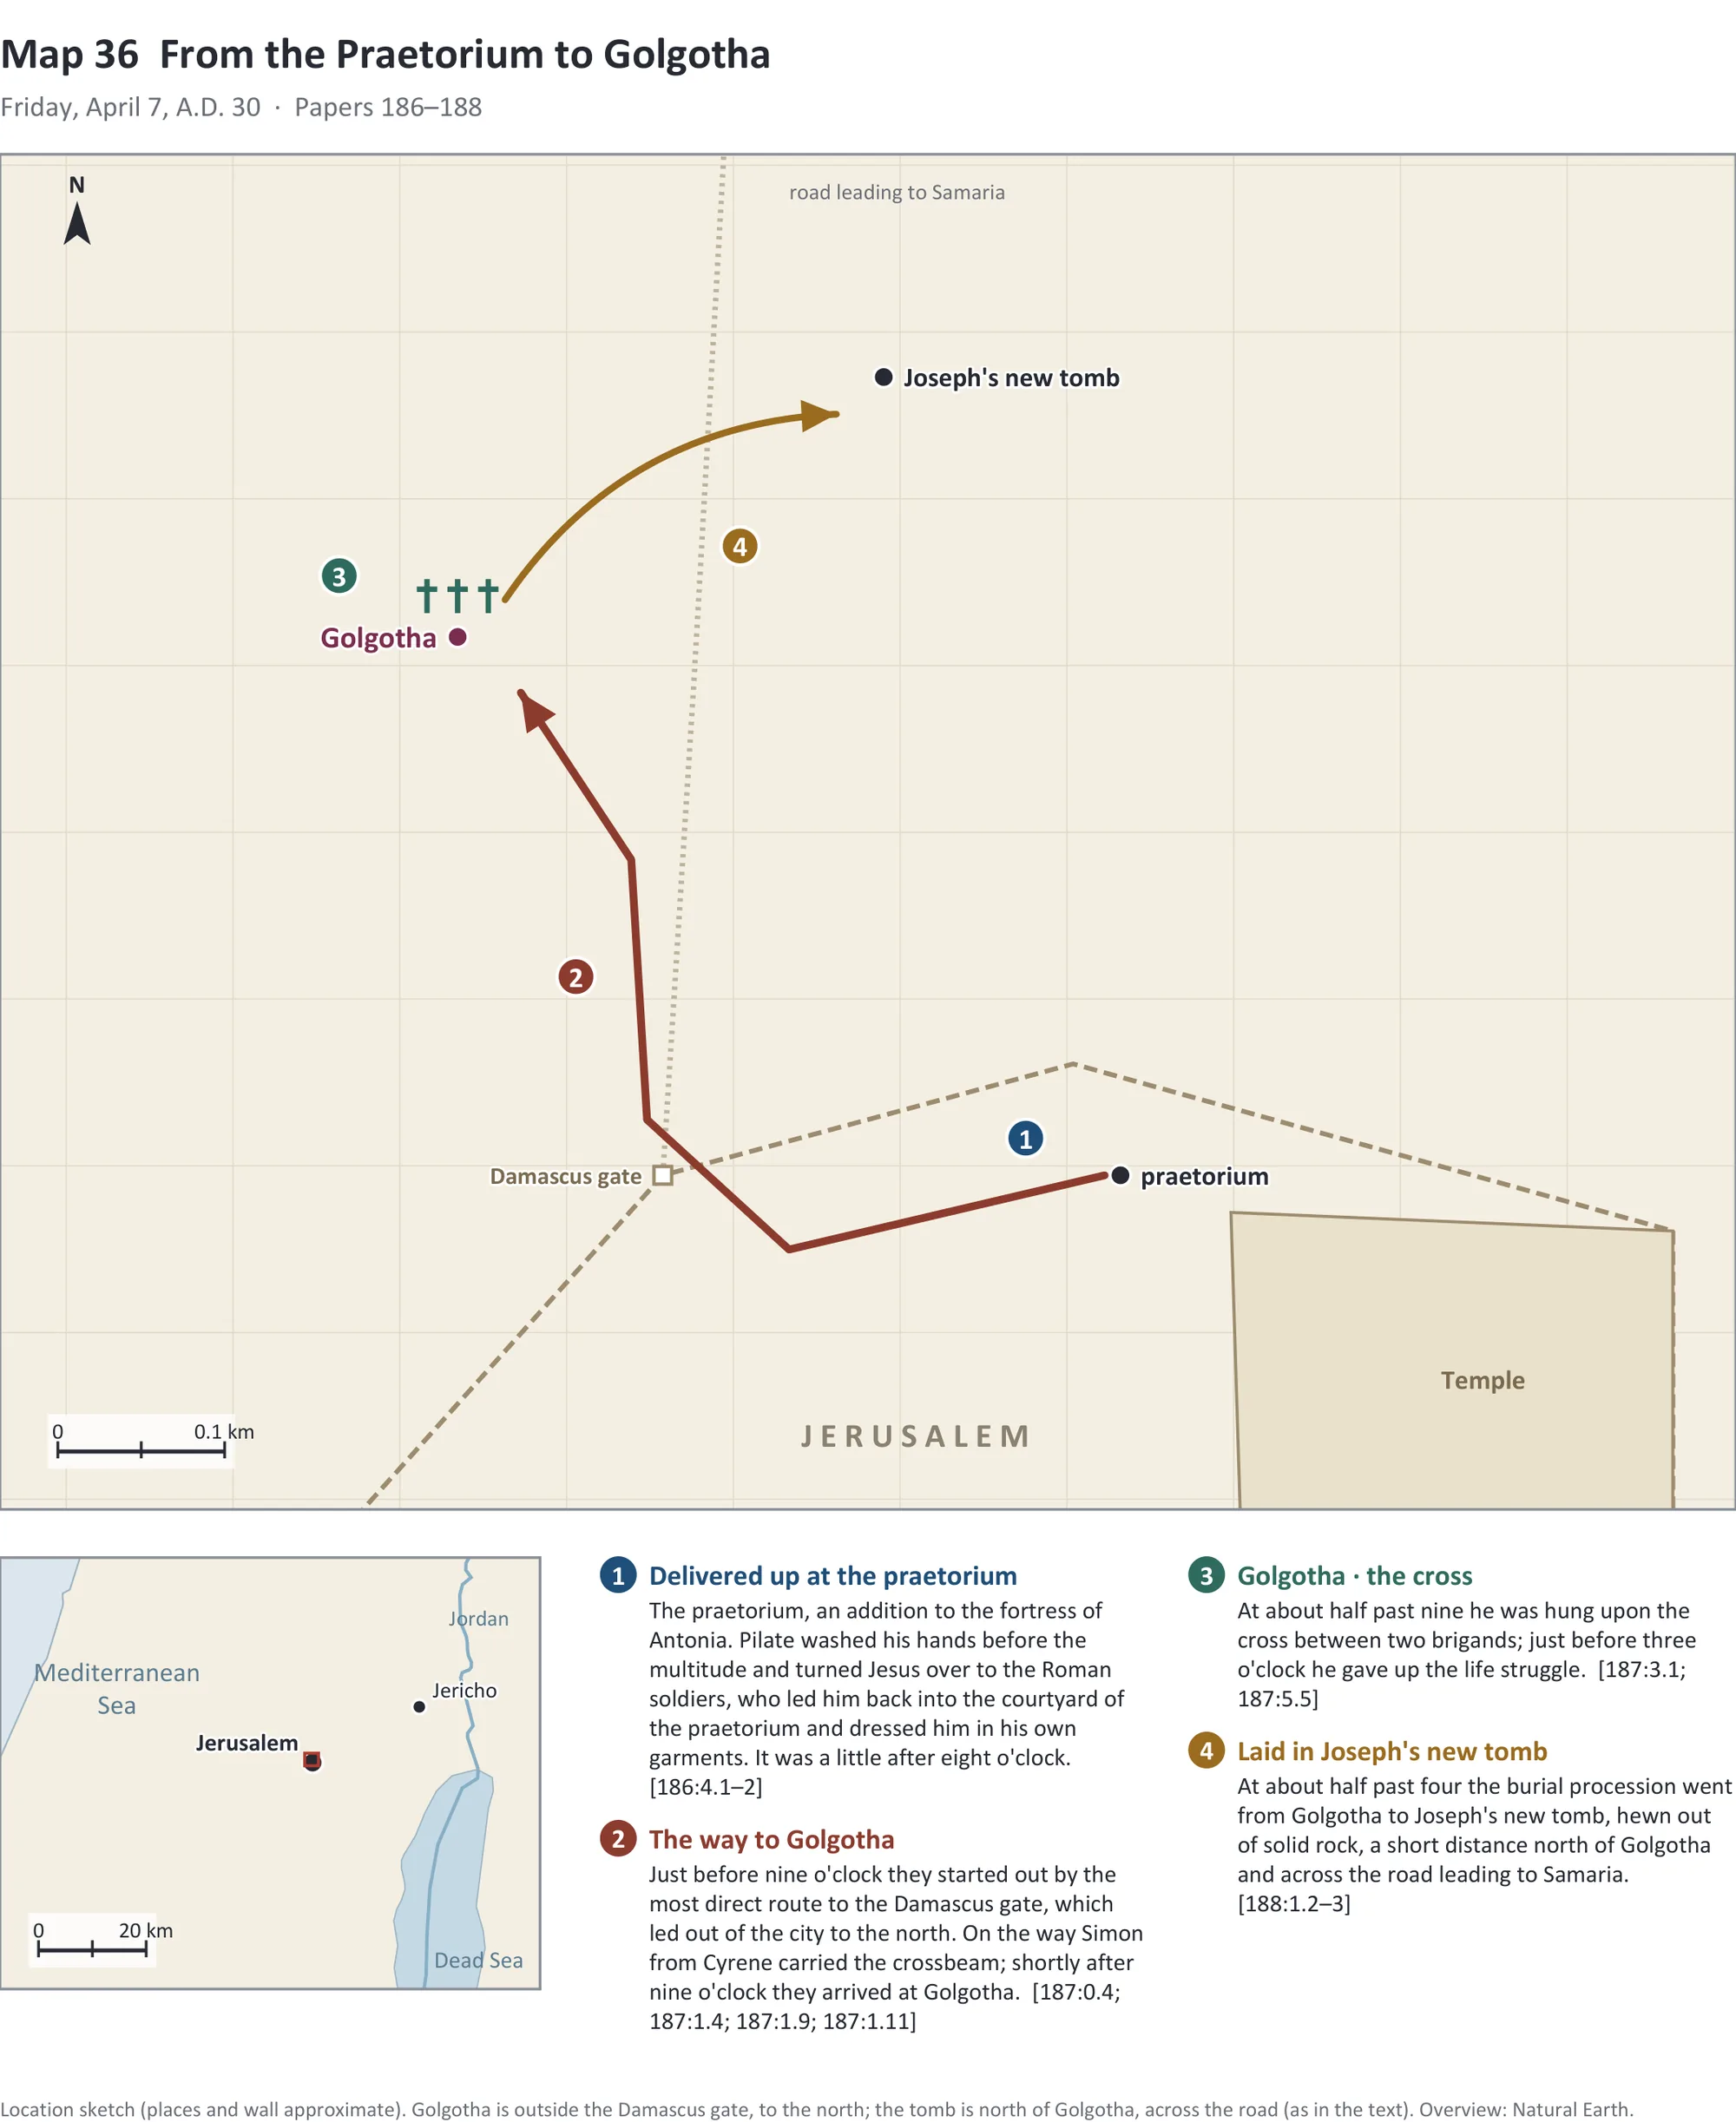 Map 36  From the Praetorium to Golgotha
Friday, April 7, A.D. 30 · Papers 186–188
N
road leading to Samaria
Joseph's new tomb
4
3
†††
Golgotha
2
1
Damascus gate
praetorium
Temple
JERUSALEM
0 0.1 km
Jordan
Mediterranean
Sea
Jericho
Jerusalem
0 20 km
Dead Sea
1 Delivered up at the praetorium
The praetorium, an addition to the fortress of
Antonia. Pilate washed his hands before the
multitude and turned Jesus over to the Roman
soldiers, who led him back into the courtyard of
the praetorium and dressed him in his own
garments. It was a little after eight o'clock.
[186:4.1–2]
2 The way to Golgotha
Just before nine o'clock they started out by the
most direct route to the Damascus gate, which
led out of the city to the north. On the way Simon
from Cyrene carried the crossbeam; shortly after
nine o'clock they arrived at Golgotha.  [187:0.4;
187:1.4; 187:1.9; 187:1.11]
3 Golgotha · the cross
At about half past nine he was hung upon the
cross between two brigands; just before three
o'clock he gave up the life struggle.  [187:3.1;
187:5.5]
4 Laid in Joseph's new tomb
At about half past four the burial procession went
from Golgotha to Joseph's new tomb, hewn out
of solid rock, a short distance north of Golgotha
and across the road leading to Samaria.
[188:1.2–3]
Location sketch (places and wall approximate). Golgotha is outside the Damascus gate, to the north; the tomb is north of Golgotha, across the road (as in the text). Overview: Natural Earth.